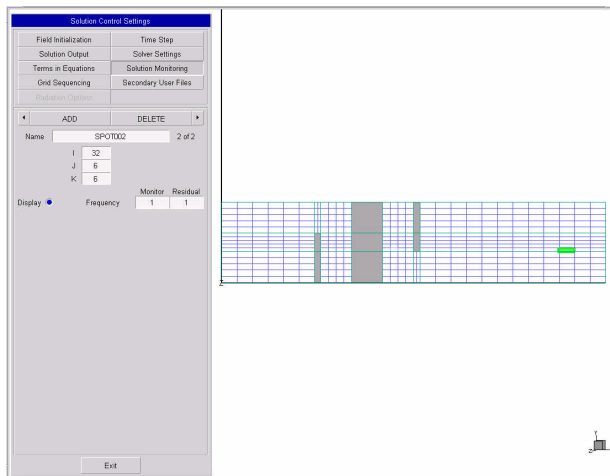 Solution Control Settings
Field Initialization Time Step
Solution Output Solver Settings
Terms in Equations Solution Monitoring
Grid Sequencing Secondary User Files
Radiation Options
ADD DELETE
Name SPOT002 2 of 2
I 32
J 6
K 6
Monitor Residual
Display Frequency 1 1
Exit
Z
Y
Z